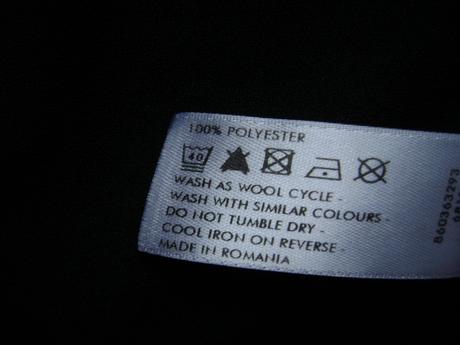 100% POLYESTER
40
WASH AS WOOL CYCLE -
WASH WITH SIMILAR COLOURS -
DO NOT TUMBLE DRY -
COOL IRON ON REVERSE -
MADE IN ROMANIA
860363293